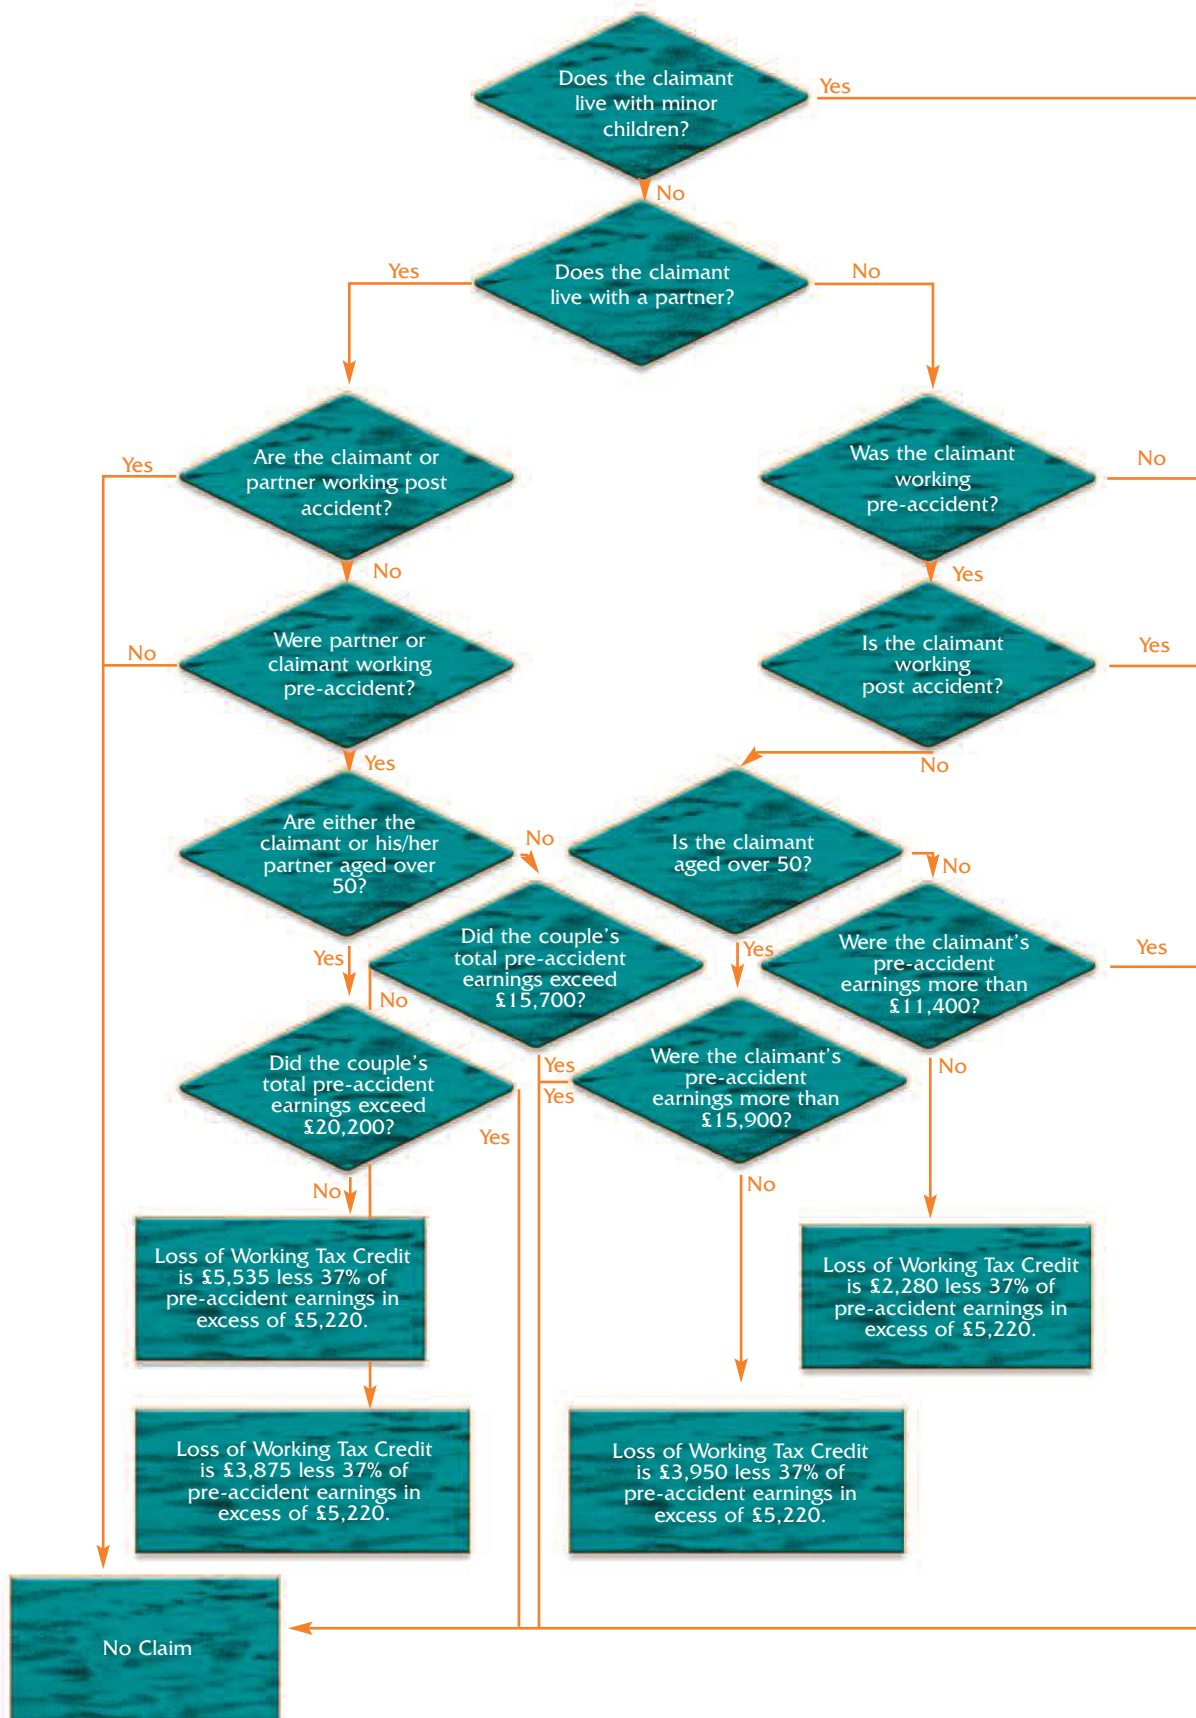 Does the claimant
live with minor
children?
Yes
No
Does the claimant
live with a partner?
Yes
No
Are the claimant or
partner working post
accident?
Yes
No
Was the claimant
working
pre-accident?
No
Yes
Were partner or
claimant working
pre-accident?
No
Yes
Is the claimant
working
post accident?
Yes
No
Are either the
claimant or his/her
partner aged over
50?
No
Yes
Is the claimant
aged over 50?
No
Yes
Did the couple's
total pre-accident
earnings exceed
£15,700?
No
Yes
Were the claimant's
pre-accident
earnings more than
£11,400?
Yes
No
Did the couple's
total pre-accident
earnings exceed
£20,200?
Yes
No
Were the claimant's
pre-accident
earnings more than
£15,900?
Yes
No
Loss of Working Tax Credit
is £5,535 less 37% of
pre-accident earnings in
excess of £5,220.
Loss of Working Tax Credit
is £2,280 less 37% of
pre-accident earnings in
excess of £5,220.
Loss of Working Tax Credit
is £3,875 less 37% of
pre-accident earnings in
excess of £5,220.
Loss of Working Tax Credit
is £3,950 less 37% of
pre-accident earnings in
excess of £5,220.
No Claim